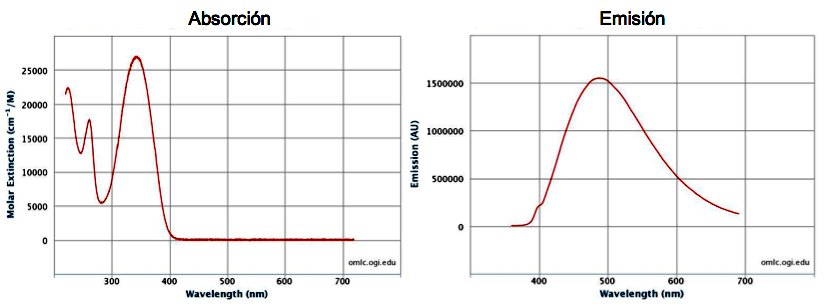 Absorción
Molar Extinction (cm⁻¹/M)
25000
20000
15000
10000
5000
0
300
400
500
600
700
omlc.ogi.edu
Wavelength (nm)
Emisión
Emission (AU)
1500000
1000000
500000
0
400
500
600
700
omlc.ogi.edu
Wavelength (nm)